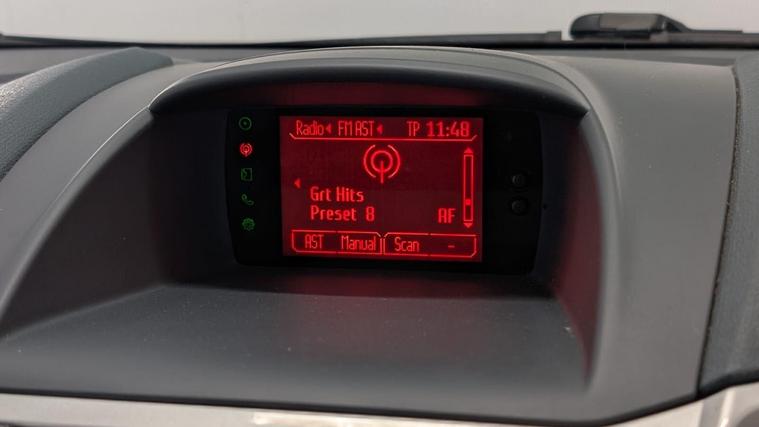 Radio FM AST TP 11:48
Grt Hits
Preset 8 AF
AST Manual Scan -